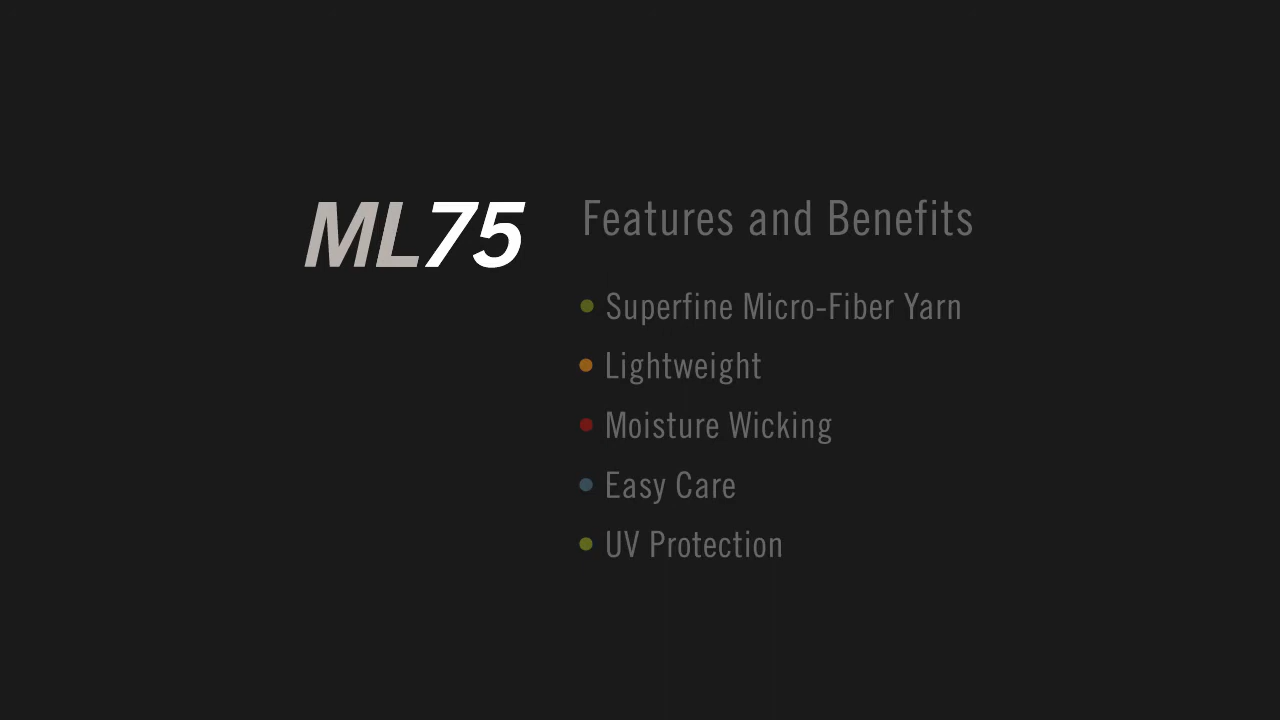 ML75
Features and Benefits
Superfine Micro-Fiber Yarn
Lightweight
Moisture Wicking
Easy Care
UV Protection